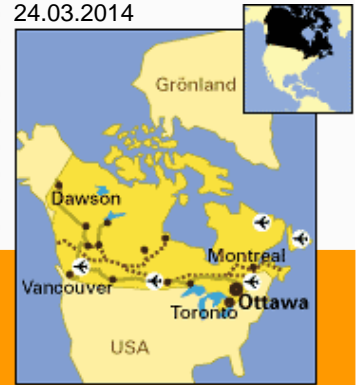 24.03.2014
Grönland
Dawson
Montreal
Vancouver
Ottawa
Toronto
USA